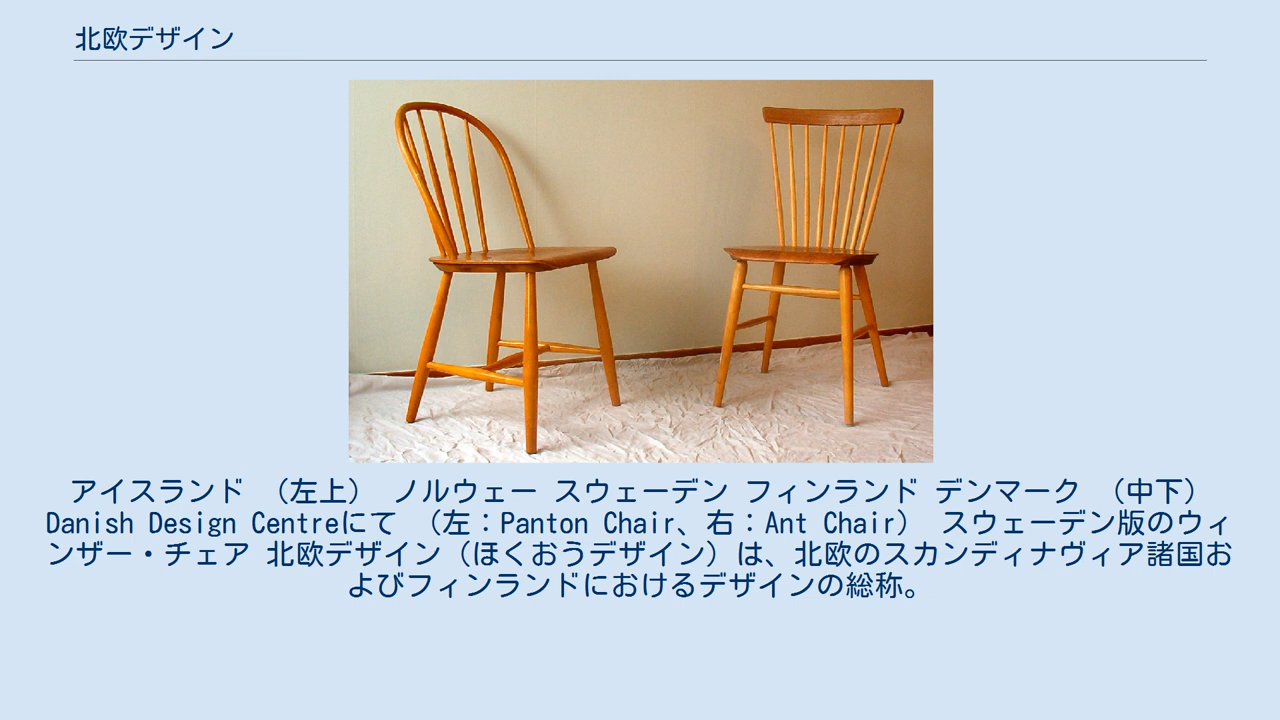 北欧デザイン
アイスランド （左上） ノルウェー スウェーデン フィンランド デンマーク （中下）
Danish Design Centreにて （左：Panton Chair、右：Ant Chair） スウェーデン版のウィ
ンザー・チェア 北欧デザイン（ほくおうデザイン）は、北欧のスカンディナヴィア諸国お
よびフィンランドにおけるデザインの総称。